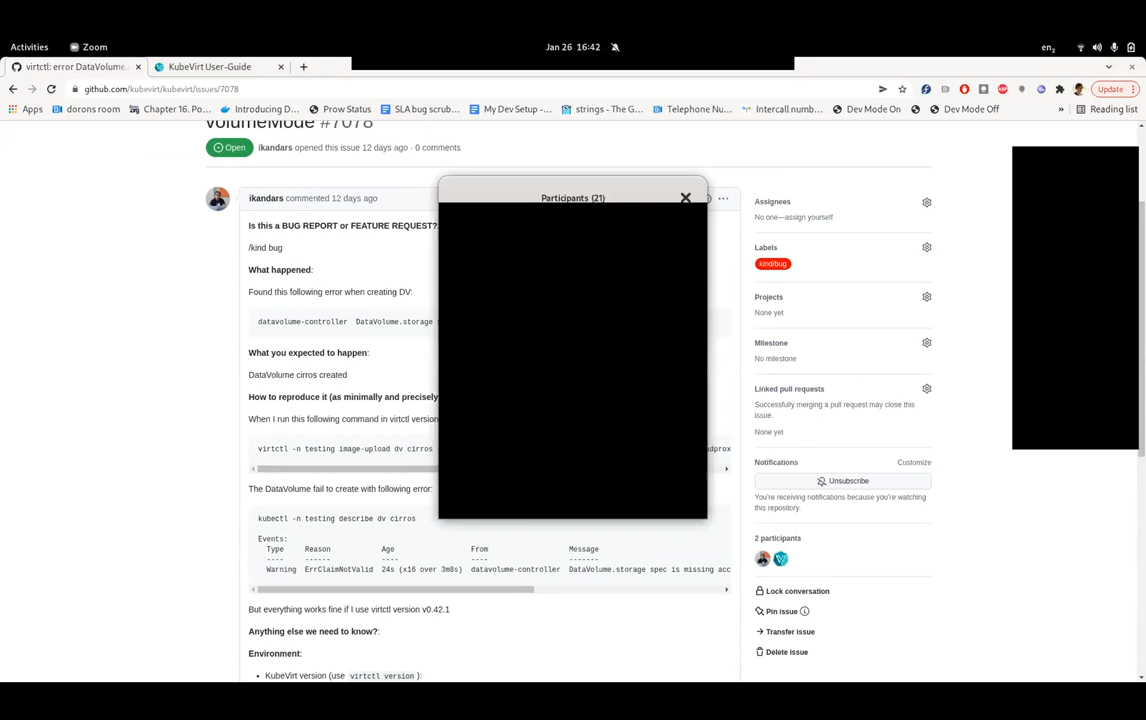 Activities
Zoom
Jan 26 16:42
en₂
virtctl: error DataVolume.s
KubeVirt User-Guide
github.com/kubevirt/kubevirt/issues/7078
Update
Apps
dorons room
Chapter 16. Po…
Introducing D…
Prow Status
SLA bug scrub…
My Dev Setup -…
strings - The G…
Telephone Nu…
Intercall numb…
Dev Mode On
Dev Mode Off
»
Reading list
volumeMode #7078
Open
ikandars opened this issue 12 days ago · 0 comments
ikandars commented 12 days ago
Is this a BUG REPORT or FEATURE REQUEST?:
/kind bug
What happened:
Found this following error when creating DV:
datavolume-controller DataVolume.storage
What you expected to happen:
DataVolume cirros created
How to reproduce it (as minimally and precisely
When I run this following command in virtctl version
virtctl -n testing image-upload dv cirros
adprox
The DataVolume fail to create with following error:
kubectl -n testing describe dv cirros
Events:
Type Reason Age From Message
---- ------ ---- ---- -------
Warning ErrClaimNotValid 24s (x16 over 3m8s) datavolume-controller DataVolume.storage spec is missing acc
But everything works fine if I use virtctl version v0.42.1
Anything else we need to know?:
Environment:
• KubeVirt version (use virtctl version ):
Participants (21)
Assignees
No one—assign yourself
Labels
kind/bug
Projects
None yet
Milestone
No milestone
Linked pull requests
Successfully merging a pull request may close this
issue.
None yet
Notifications
Customize
Unsubscribe
You're receiving notifications because you're watching
this repository.
2 participants
Lock conversation
Pin issue
Transfer issue
Delete issue